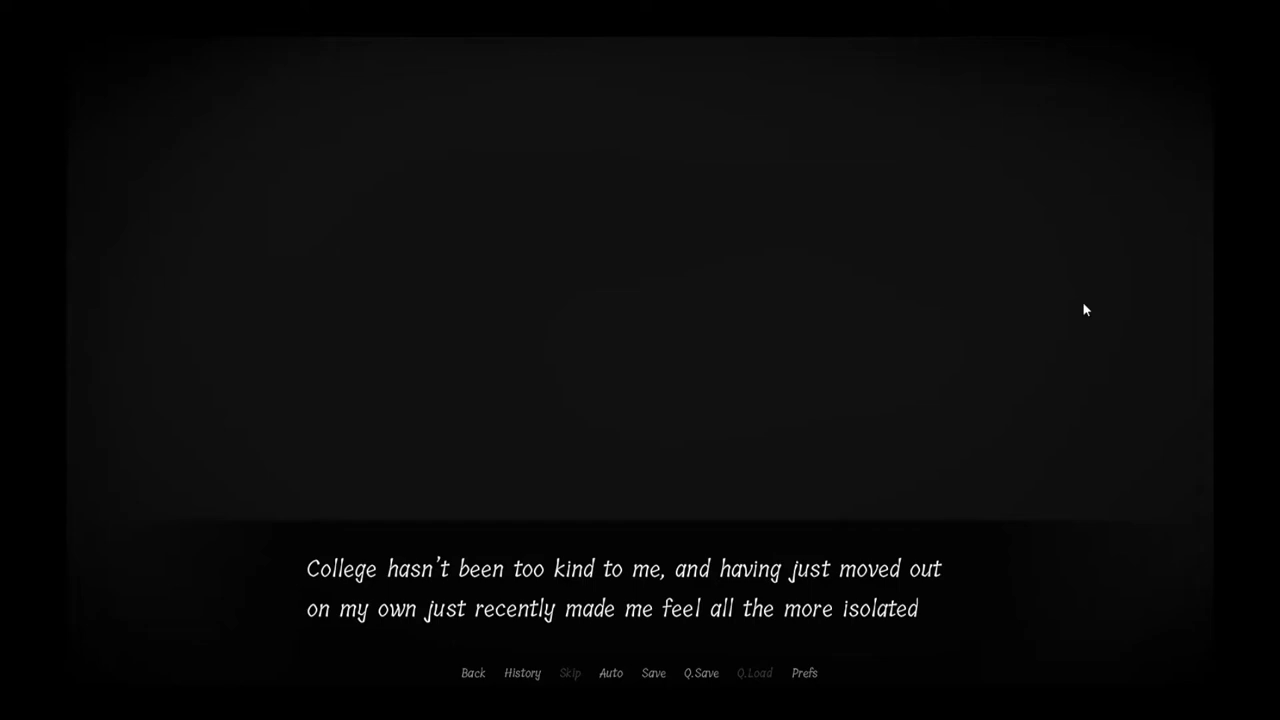 College hasn't been too kind to me, and having just moved out
on my own just recently made me feel all the more isolated
Back History Skip Auto Save Q.Save Q.Load Prefs